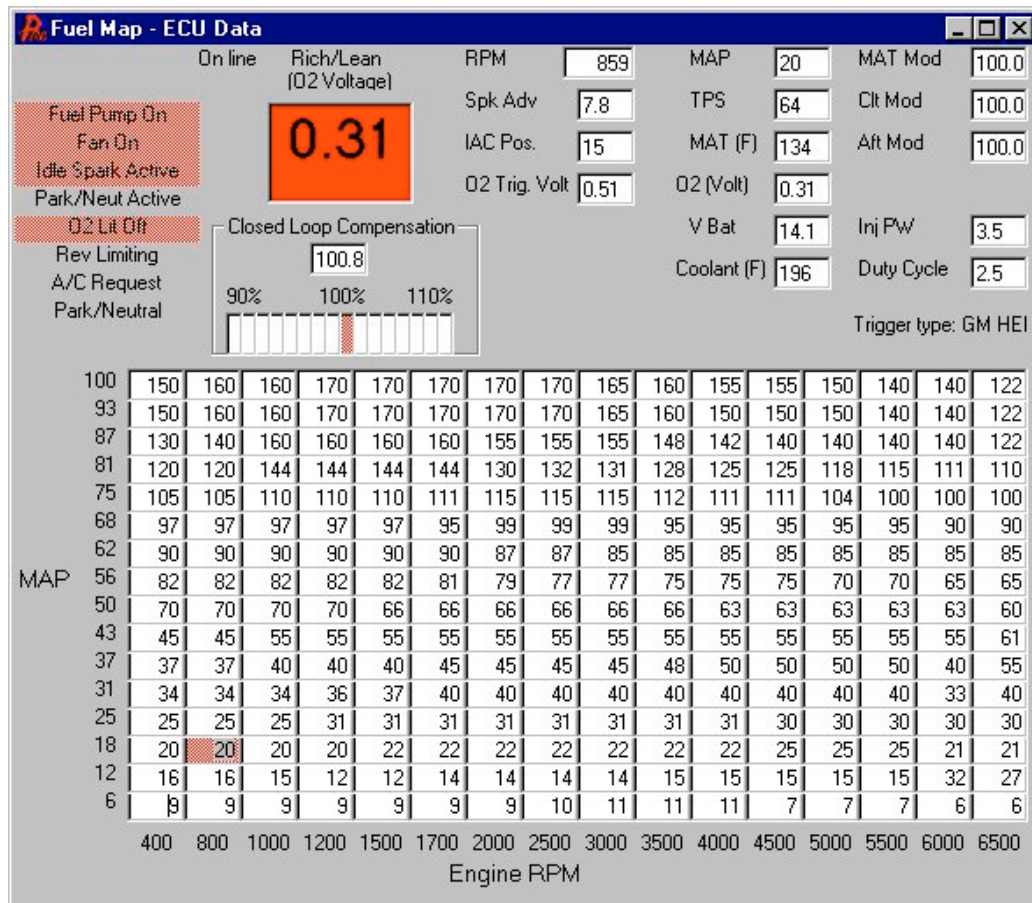 Fuel Map - ECU Data
On line Rich/Lean (O2 Voltage) RPM 859 MAP 20 MAT Mod 100.0
Fuel Pump On 0.31 Spk Adv 7.8 TPS 64 Clt Mod 100.0
Fan On IAC Pos. 15 MAT (F) 134 Aft Mod 100.0
Idle Spark Active O2 Trig. Volt 0.51 O2 (Volt) 0.31
Park/Neut Active
O2 Lit Off Closed Loop Compensation V Bat 14.1 Inj PW 3.5
Rev Limiting 100.8 Coolant (F) 196 Duty Cycle 2.5
A/C Request 90% 100% 110%
Park/Neutral Trigger type: GM HEI
100 150 160 160 170 170 170 170 170 165 160 155 155 150 140 140 122
93 150 160 160 170 170 170 170 170 165 160 150 150 150 140 140 122
87 130 140 160 160 160 160 155 155 155 148 142 140 140 140 140 122
81 120 120 144 144 144 144 130 132 131 128 125 125 118 115 111 110
75 105 105 110 110 110 111 115 115 115 112 111 111 104 100 100 100
68 97 97 97 97 97 95 99 99 99 95 95 95 95 95 90 90
62 90 90 90 90 90 90 87 87 85 85 85 85 85 85 85 85
MAP 56 82 82 82 82 82 81 79 77 77 75 75 75 70 70 65 65
50 70 70 70 70 66 66 66 66 66 66 63 63 63 63 63 60
43 45 45 55 55 55 55 55 55 55 55 55 55 55 55 55 61
37 37 37 40 40 40 45 45 45 45 48 50 50 50 50 40 55
31 34 34 34 36 37 40 40 40 40 40 40 40 40 40 33 40
25 25 25 25 31 31 31 31 31 31 31 31 30 30 30 30 30
18 20 20 20 20 22 22 22 22 22 22 22 25 25 25 21 21
12 16 16 15 12 12 14 14 14 14 15 15 15 15 15 32 27
6 9 9 9 9 9 9 9 10 11 11 11 7 7 7 6 6
400 800 1000 1200 1500 1700 2000 2500 3000 3500 4000 4500 5000 5500 6000 6500
Engine RPM